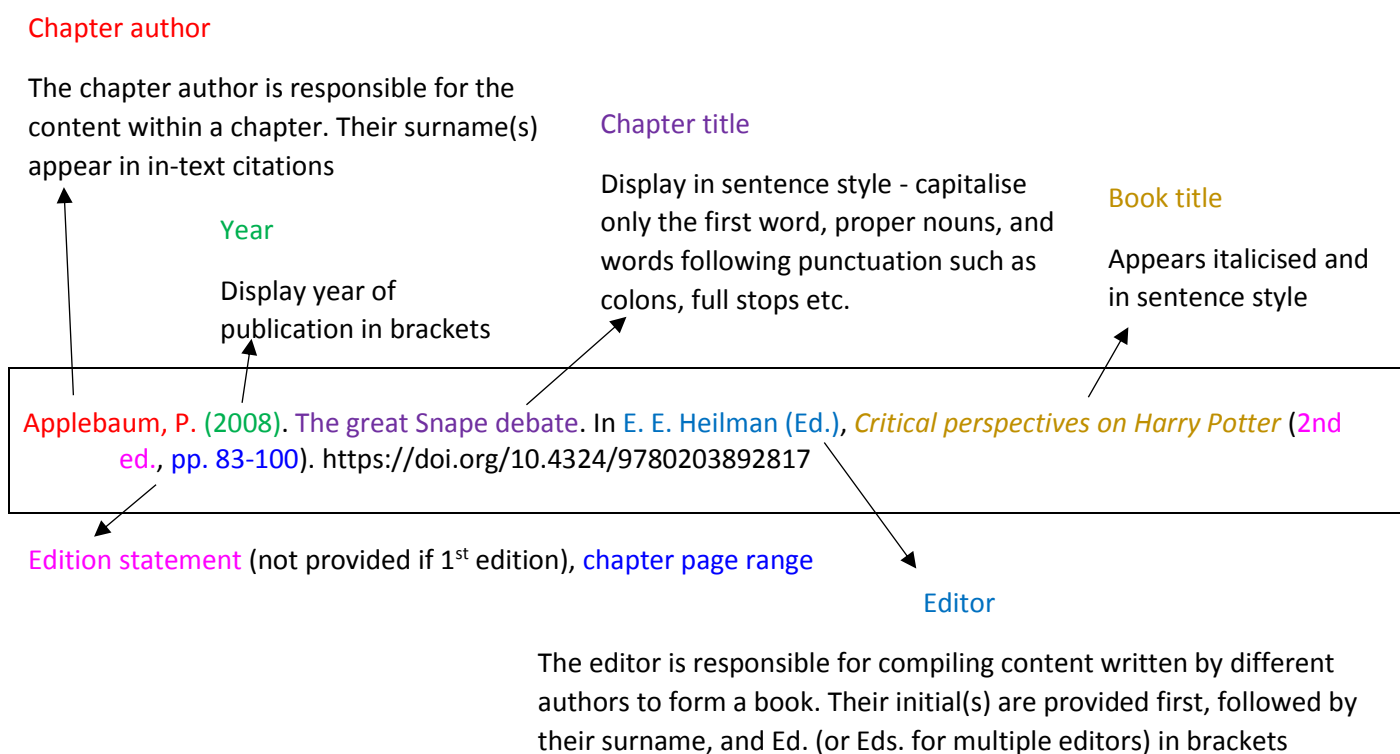 Chapter author
The chapter author is responsible for the
content within a chapter. Their surname(s)
appear in in-text citations
Year
Display year of
publication in brackets
Chapter title
Display in sentence style - capitalise
only the first word, proper nouns, and
words following punctuation such as
colons, full stops etc.
Book title
Appears italicised and
in sentence style
Applebaum, P. (2008). The great Snape debate. In E. E. Heilman (Ed.), Critical perspectives on Harry Potter (2nd
ed., pp. 83-100). https://doi.org/10.4324/9780203892817
Edition statement (not provided if 1st edition), chapter page range
Editor
The editor is responsible for compiling content written by different
authors to form a book. Their initial(s) are provided first, followed by
their surname, and Ed. (or Eds. for multiple editors) in brackets